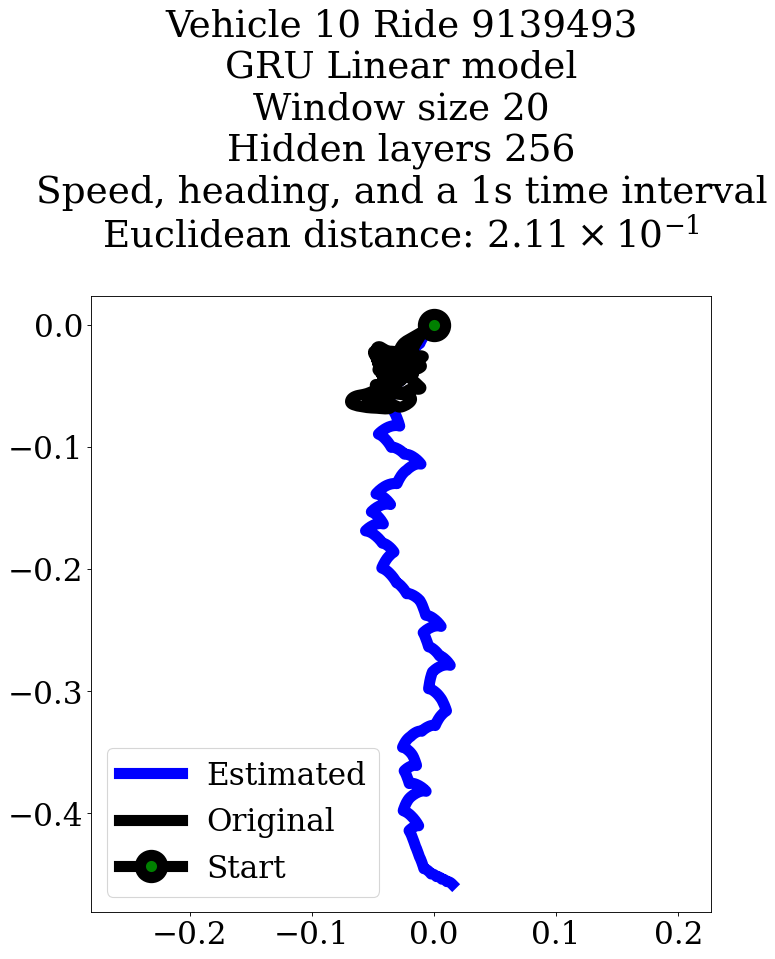 Vehicle 10 Ride 9139493
GRU Linear model
Window size 20
Hidden layers 256
Speed, heading, and a 1s time interval
Euclidean distance: 2.11 × 10⁻¹
0.0
−0.1
−0.2
−0.3
−0.4
Estimated
Original
Start
−0.2 −0.1 0.0 0.1 0.2